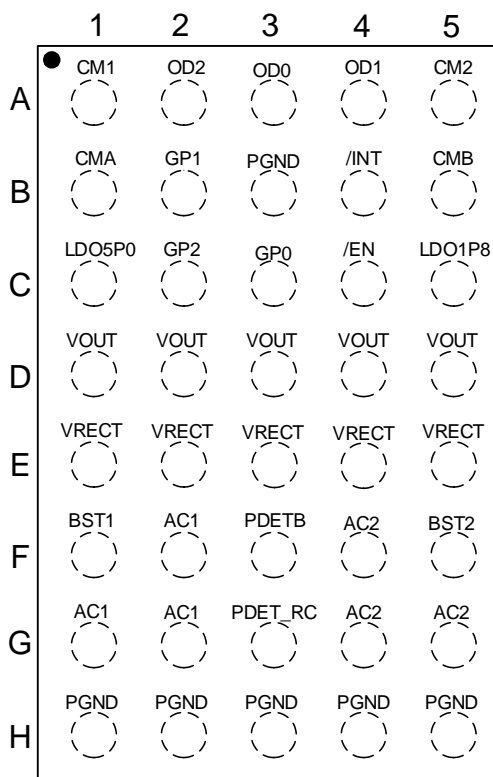 1 2 3 4 5
A CM1 OD2 OD0 OD1 CM2
B CMA GP1 PGND /INT CMB
C LDO5P0 GP2 GP0 /EN LDO1P8
D VOUT VOUT VOUT VOUT VOUT
E VRECT VRECT VRECT VRECT VRECT
F BST1 AC1 PDETB AC2 BST2
G AC1 AC1 PDET_RC AC2 AC2
H PGND PGND PGND PGND PGND